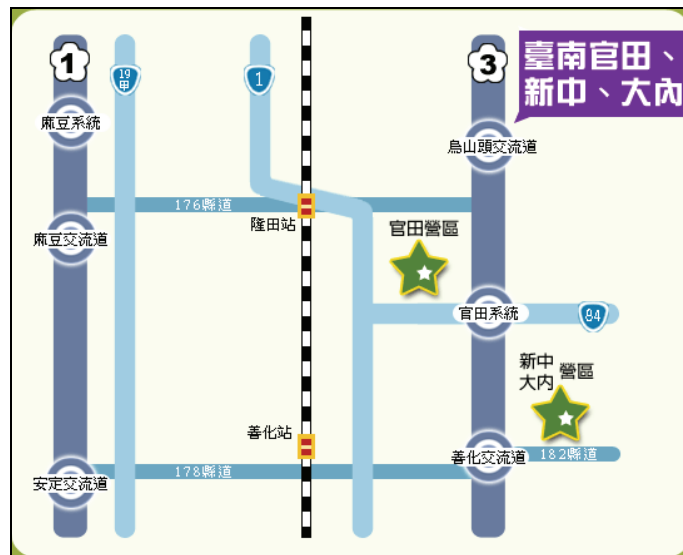 1
19
甲
1
3
臺南官田、
新中、大內
麻豆系統
烏山頭交流道
176縣道
隆田站
官田營區
麻豆交流道
官田系統
84
新中
大內
營區
善化站
善化交流道
182縣道
178縣道
安定交流道